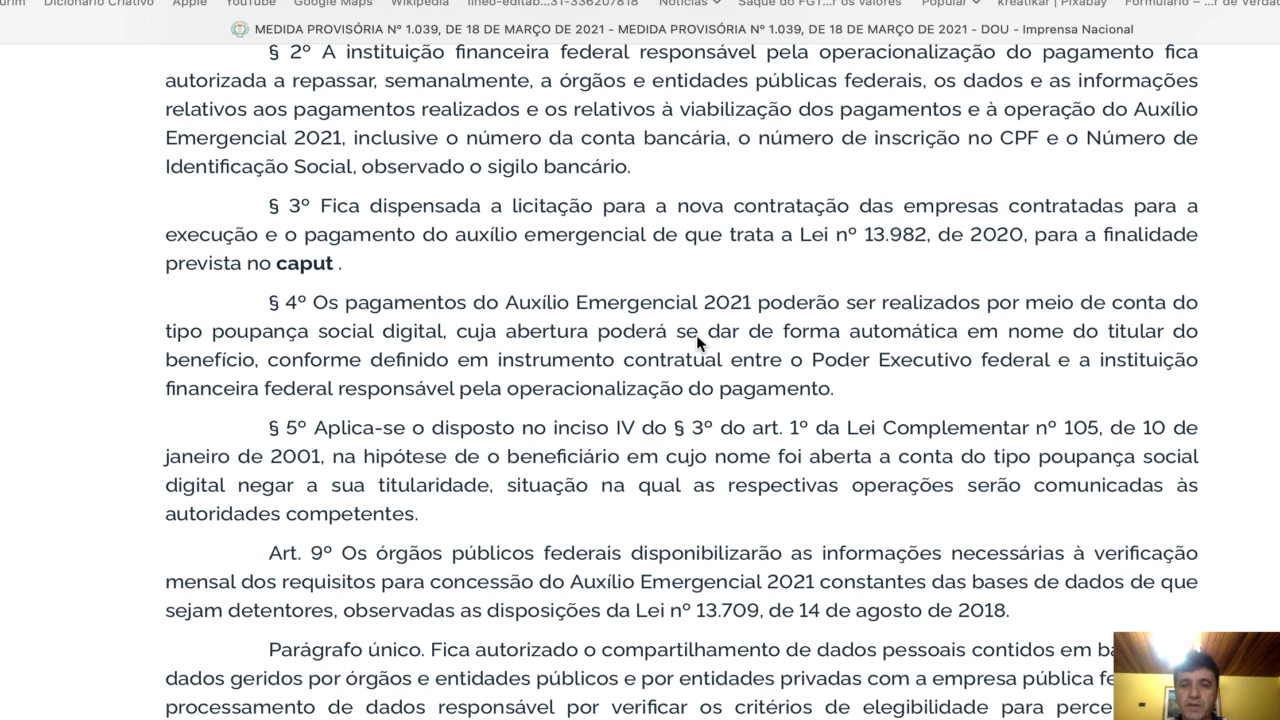 Dicionário Criativo Apple YouTube Google Maps Wikipedia Notícias Popular kreatikar | Pixabay
MEDIDA PROVISÓRIA Nº 1.039, DE 18 DE MARÇO DE 2021 - MEDIDA PROVISÓRIA Nº 1.039, DE 18 DE MARÇO DE 2021 - DOU - Imprensa Nacional
§ 2º A instituição financeira federal responsável pela operacionalização do pagamento fica
autorizada a repassar, semanalmente, a órgãos e entidades públicas federais, os dados e as informações
relativos aos pagamentos realizados e os relativos à viabilização dos pagamentos e à operação do Auxílio
Emergencial 2021, inclusive o número da conta bancária, o número de inscrição no CPF e o Número de
Identificação Social, observado o sigilo bancário.
§ 3º Fica dispensada a licitação para a nova contratação das empresas contratadas para a
execução e o pagamento do auxílio emergencial de que trata a Lei nº 13.982, de 2020, para a finalidade
prevista no caput .
§ 4º Os pagamentos do Auxílio Emergencial 2021 poderão ser realizados por meio de conta do
tipo poupança social digital, cuja abertura poderá se dar de forma automática em nome do titular do
benefício, conforme definido em instrumento contratual entre o Poder Executivo federal e a instituição
financeira federal responsável pela operacionalização do pagamento.
§ 5º Aplica-se o disposto no inciso IV do § 3º do art. 1º da Lei Complementar nº 105, de 10 de
janeiro de 2001, na hipótese de o beneficiário em cujo nome foi aberta a conta do tipo poupança social
digital negar a sua titularidade, situação na qual as respectivas operações serão comunicadas às
autoridades competentes.
Art. 9º Os órgãos públicos federais disponibilizarão as informações necessárias à verificação
mensal dos requisitos para concessão do Auxílio Emergencial 2021 constantes das bases de dados de que
sejam detentores, observadas as disposições da Lei nº 13.709, de 14 de agosto de 2018.
Parágrafo único. Fica autorizado o compartilhamento de dados pessoais contidos em
dados geridos por órgãos e entidades públicos e por entidades privadas com a empresa pública
processamento de dados responsável por verificar os critérios de elegibilidade para